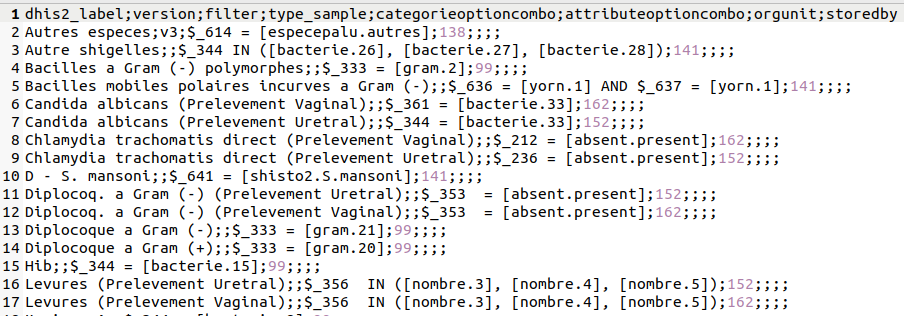 1 dhis2_label;version;filter;type_sample;categorieoptioncombo;attributeoptioncombo;orgunit;storedby
2 Autres especes;v3;$_614 = [especepalu.autres];138;;;;
3 Autre shigelles;;$_344 IN ([bacterie.26], [bacterie.27], [bacterie.28]);141;;;;
4 Bacilles a Gram (-) polymorphes;;$_333 = [gram.2];99;;;;
5 Bacilles mobiles polaires incurves a Gram (-);;$_636 = [yorn.1] AND $_637 = [yorn.1];141;;;;
6 Candida albicans (Prelevement Vaginal);;$_361 = [bacterie.33];162;;;;
7 Candida albicans (Prelevement Uretral);;$_344 = [bacterie.33];152;;;;
8 Chlamydia trachomatis direct (Prelevement Vaginal);;$_212 = [absent.present];162;;;;
9 Chlamydia trachomatis direct (Prelevement Uretral);;$_236 = [absent.present];152;;;;
10 D - S. mansoni;;$_641 = [shisto2.S.mansoni];141;;;;
11 Diplocoq. a Gram (-) (Prelevement Uretral);;$_353  = [absent.present];152;;;;
12 Diplocoq. a Gram (-) (Prelevement Vaginal);;$_353  = [absent.present];162;;;;
13 Diplocoque a Gram (-);;$_333 = [gram.21];99;;;;
14 Diplocoque a Gram (+);;$_333 = [gram.20];99;;;;
15 Hib;;$_344 = [bacterie.15];99;;;;
16 Levures (Prelevement Uretral);;$_356  IN ([nombre.3], [nombre.4], [nombre.5]);152;;;;
17 Levures (Prelevement Vaginal);;$_356  IN ([nombre.3], [nombre.4], [nombre.5]);162;;;;